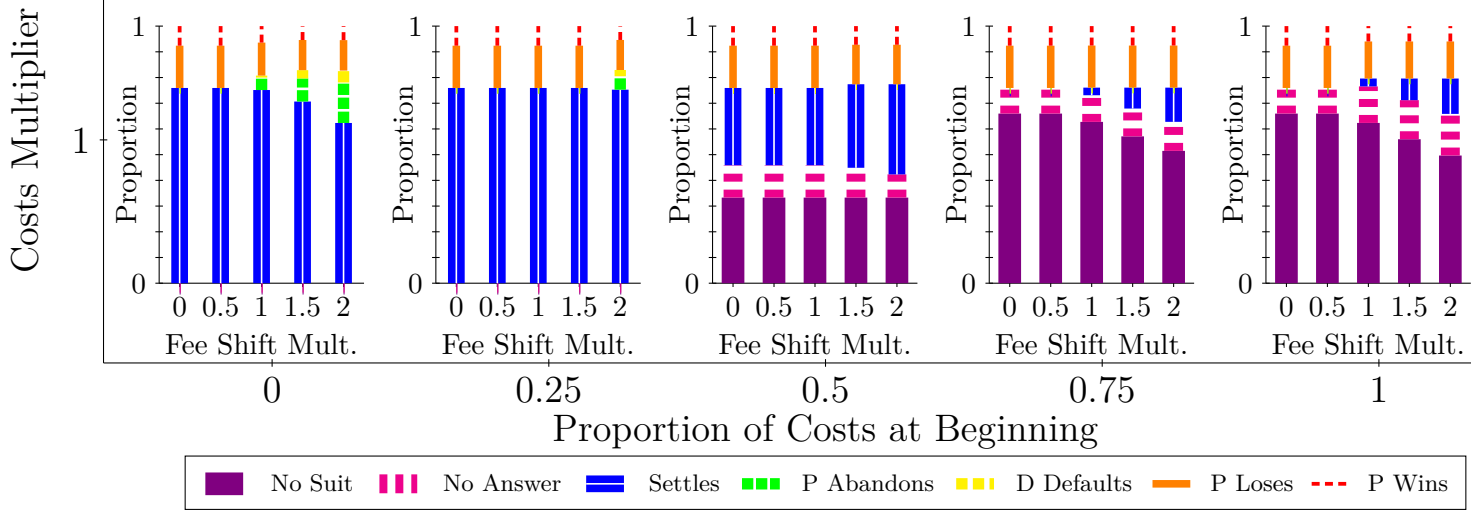 Costs Multiplier
1
1 1 1 1 1
Proportion Proportion Proportion Proportion Proportion
0 0 0 0 0
0 0.5 1 1.5 2 0 0.5 1 1.5 2 0 0.5 1 1.5 2 0 0.5 1 1.5 2 0 0.5 1 1.5 2
Fee Shift Mult. Fee Shift Mult. Fee Shift Mult. Fee Shift Mult. Fee Shift Mult.
0 0.25 0.5 0.75 1
Proportion of Costs at Beginning
No Suit No Answer Settles P Abandons D Defaults P Loses P Wins